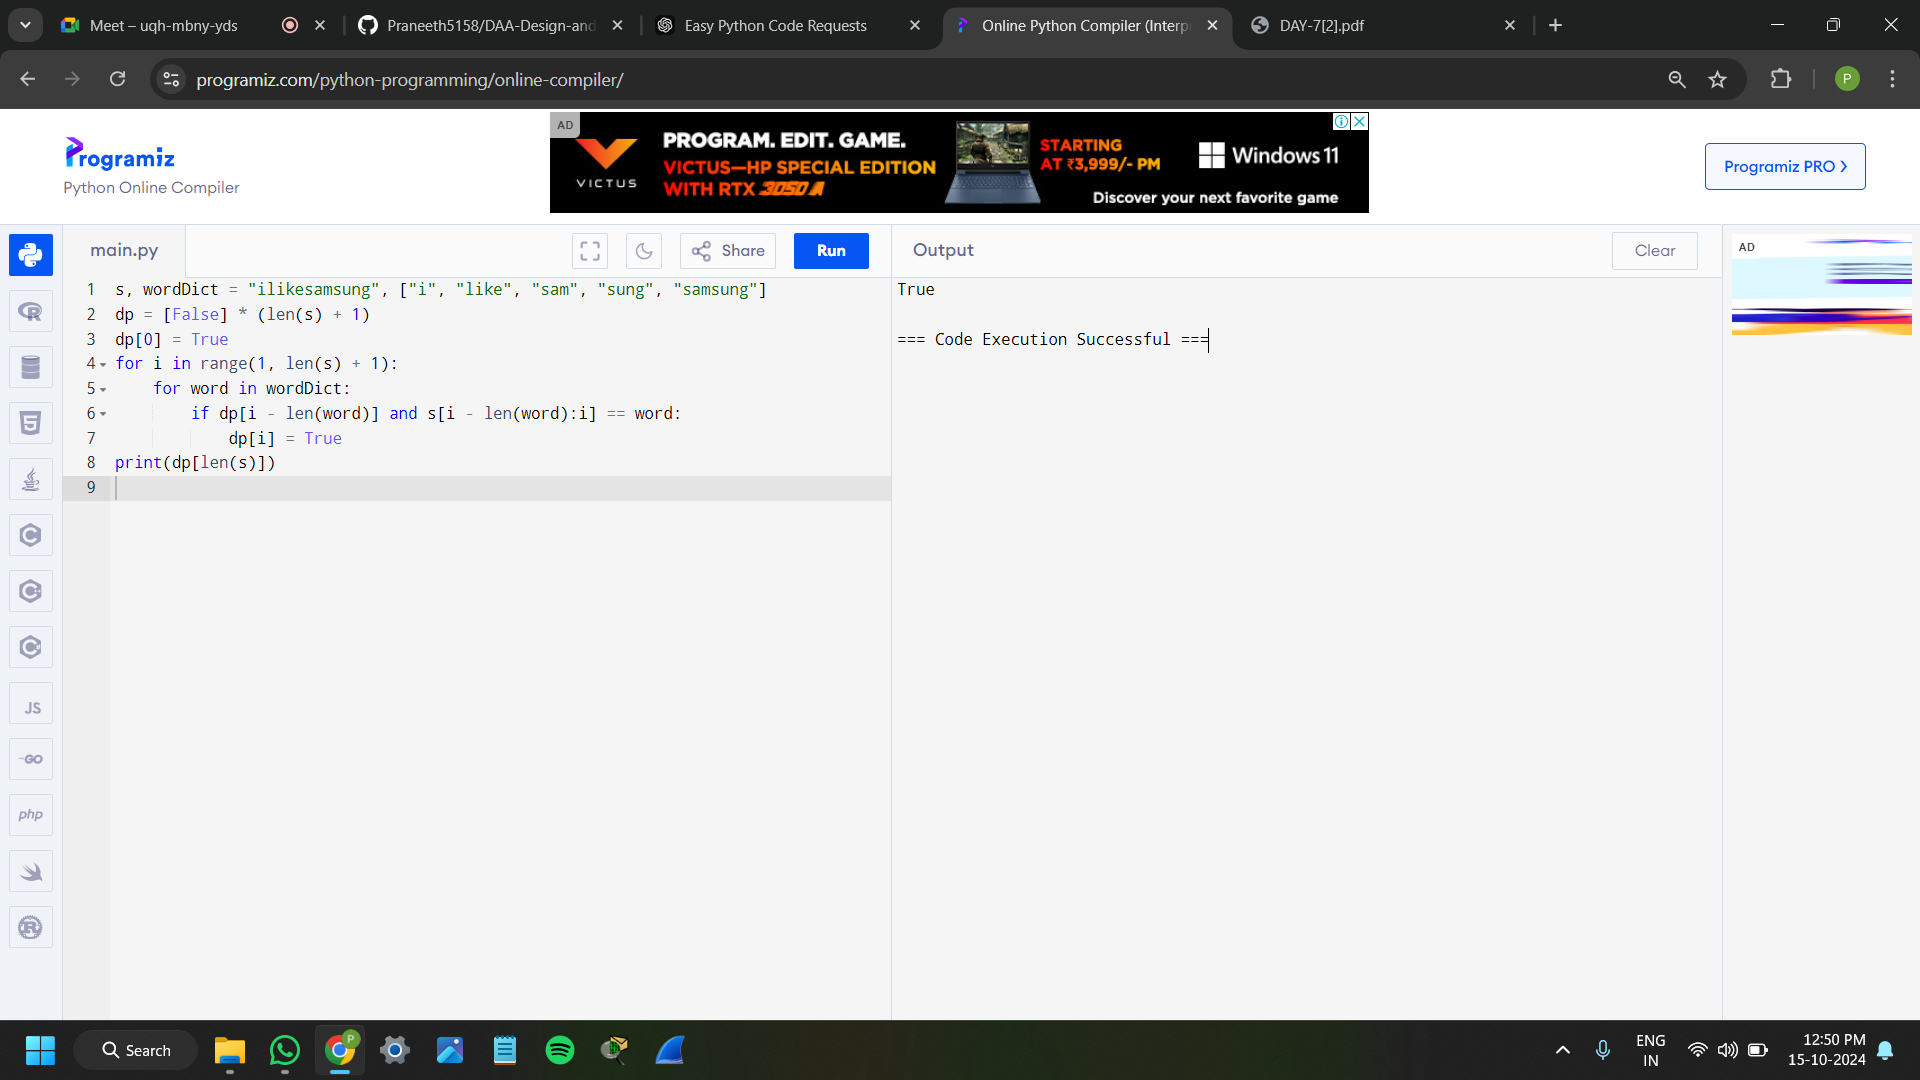 Meet – uqh-mbny-yds
Praneeth5158/DAA-Design-and
Easy Python Code Requests
Online Python Compiler (Interp
DAY-7[2].pdf
programiz.com/python-programming/online-compiler/
P
Programiz
Python Online Compiler
AD
VICTUS
PROGRAM. EDIT. GAME.
VICTUS—HP SPECIAL EDITION
WITH RTX 3050 A
STARTING
AT ₹3,999/- PM
Windows 11
Discover your next favorite game
Programiz PRO >
main.py
Share
Run
Output
Clear
AD
1 s, wordDict = "ilikesamsung", ["i", "like", "sam", "sung", "samsung"]
2 dp = [False] * (len(s) + 1)
3 dp[0] = True
4 for i in range(1, len(s) + 1):
5 for word in wordDict:
6 if dp[i - len(word)] and s[i - len(word):i] == word:
7 dp[i] = True
8 print(dp[len(s)])
9
True
=== Code Execution Successful ===
R
5
C
C
C
JS
GO
php
R
Search
P
ENG
IN
12:50 PM
15-10-2024